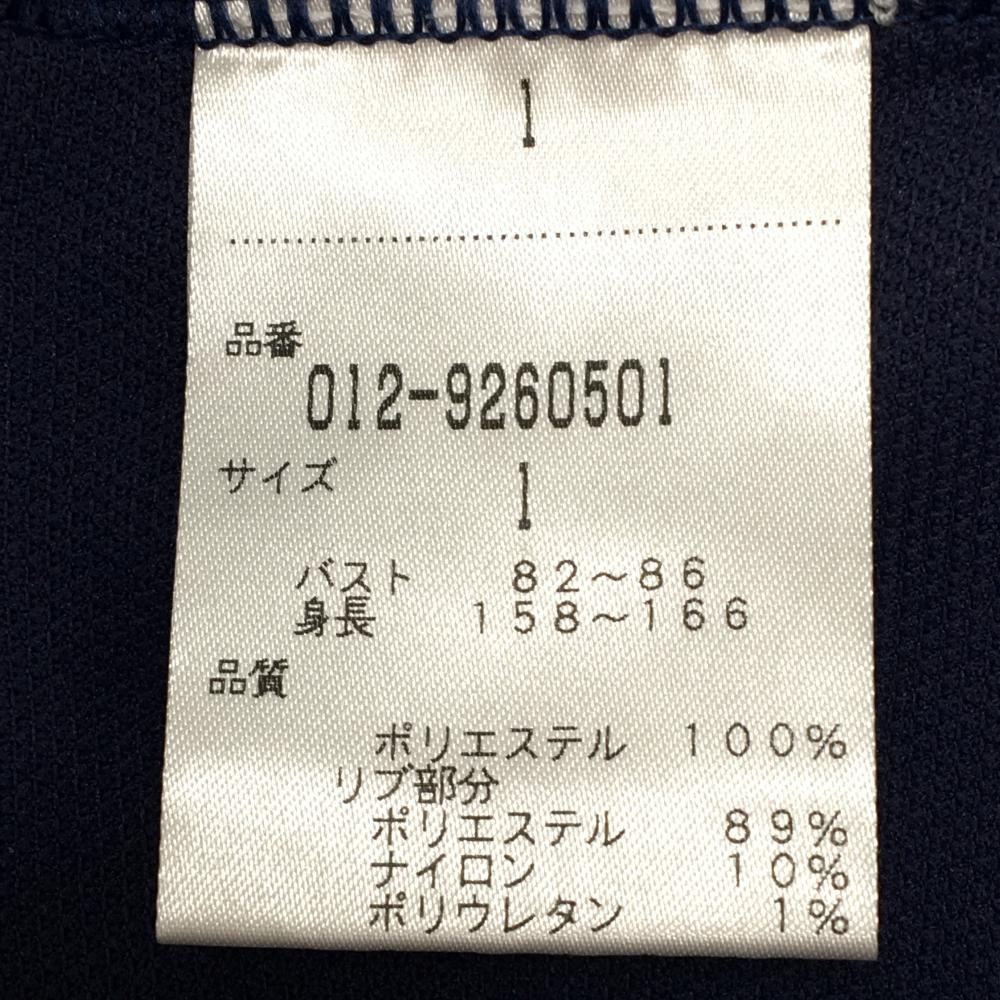 1
品番
012-9260501
サイズ
1
バスト 82~86
身長 158~166
品質
ポリエステル 100%
リブ部分
ポリエステル 89%
ナイロン 10%
ポリウレタン 1%